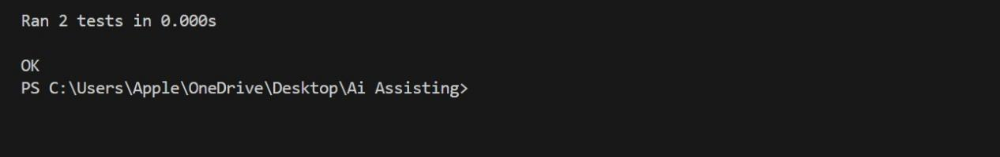 Ran 2 tests in 0.000s
OK
PS C:\Users\Apple\OneDrive\Desktop\Ai Assisting>